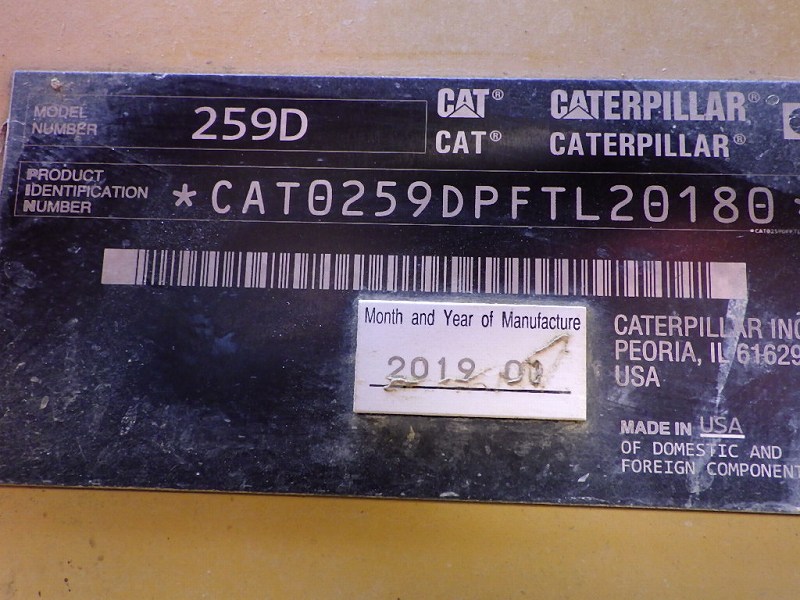 MODEL
NUMBER
259D
CAT® CATERPILLAR®
CAT® CATERPILLAR®
PRODUCT
IDENTIFICATION
NUMBER
*CAT0259DPFTL20180*
Month and Year of Manufacture
2019
CATERPILLAR INC
PEORIA, IL 61629
USA
MADE IN USA
OF DOMESTIC AND
FOREIGN COMPONENT